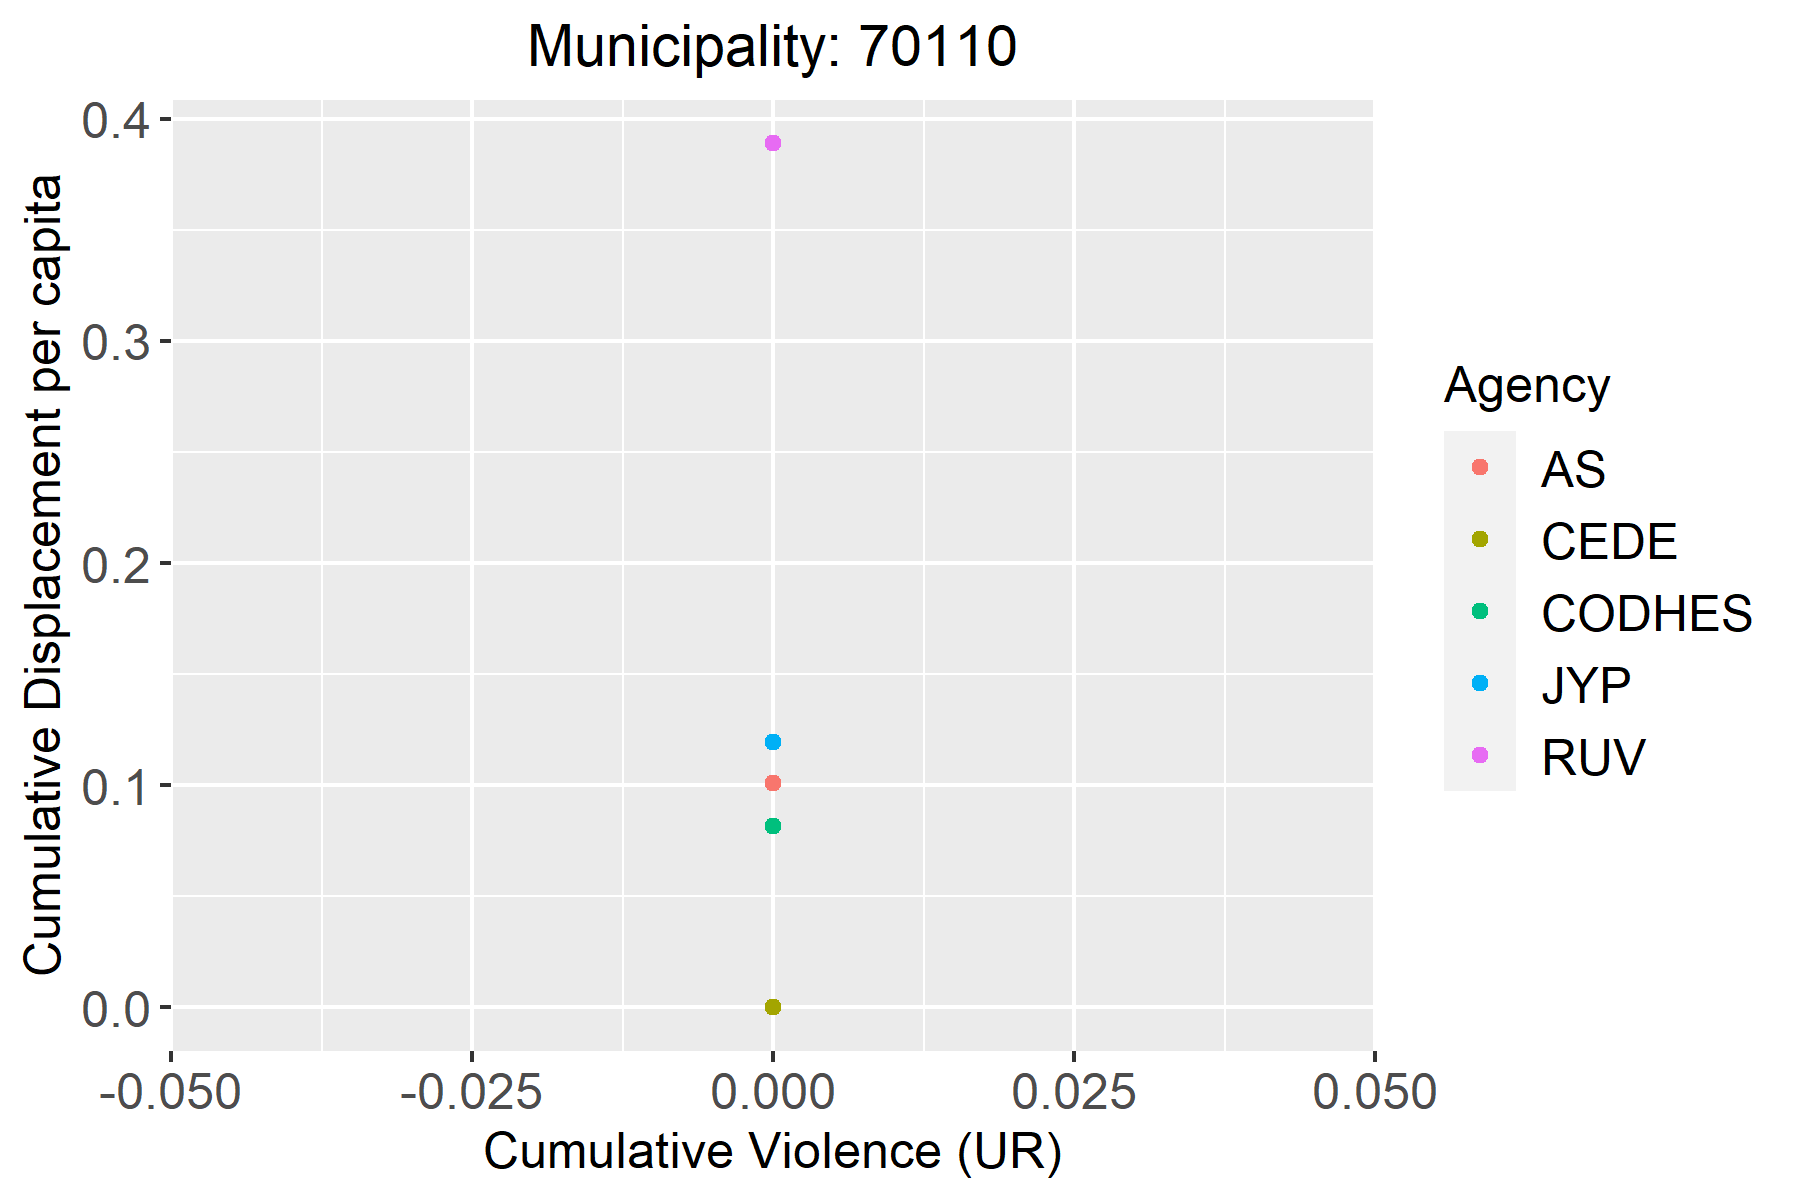 Municipality: 70110
Cumulative Displacement per capita
0.4
0.3
0.2
0.1
0.0
-0.050
-0.025
0.000
0.025
0.050
Cumulative Violence (UR)
Agency
AS
CEDE
CODHES
JYP
RUV